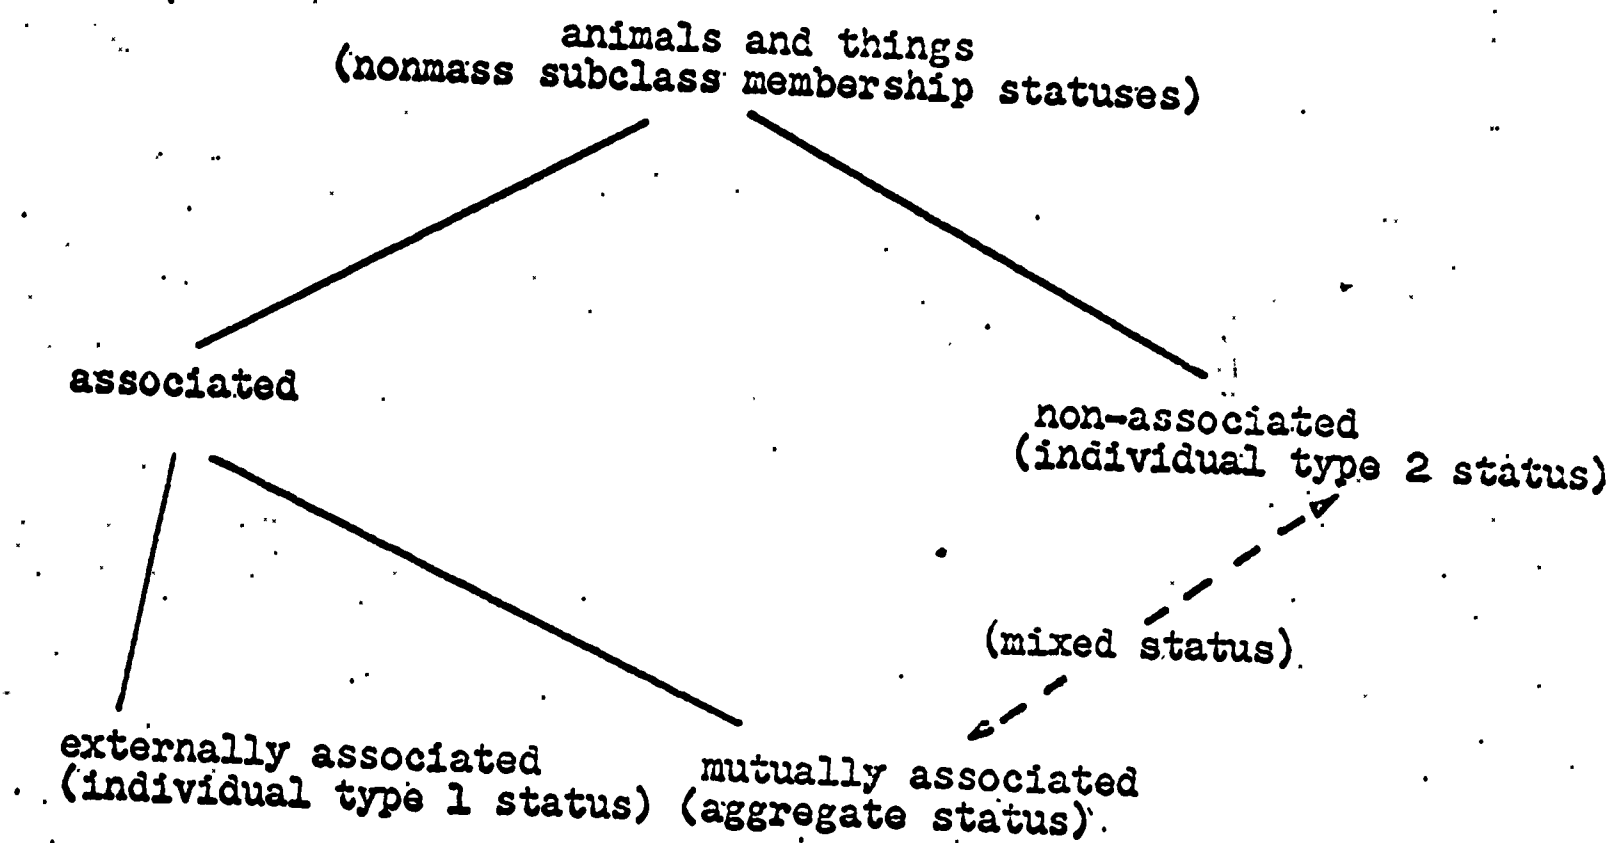 animals and things
(nonmass subclass membership statuses)
associated
non-associated
(individual type 2 status)
(mixed status)
externally associated
(individual type 1 status)
mutually associated
(aggregate status)